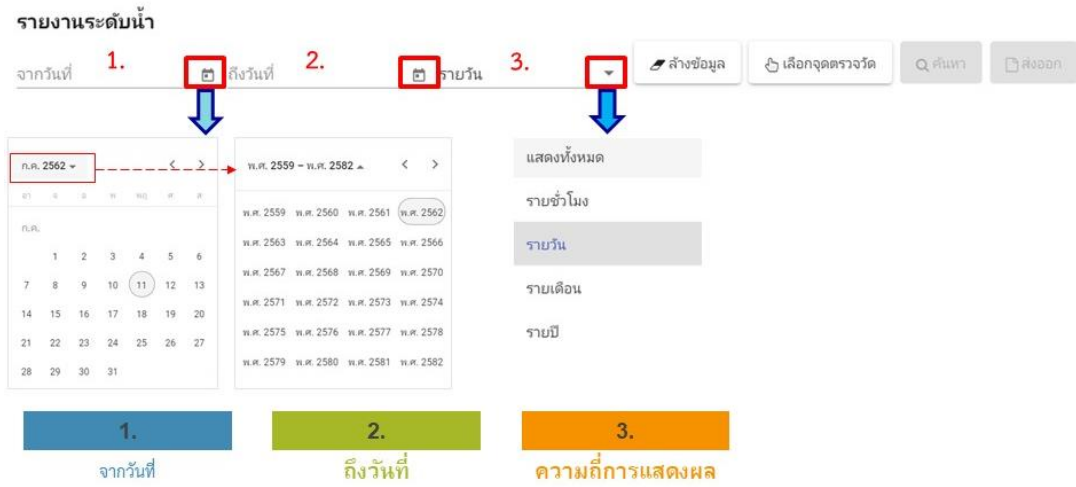 รายงานระดับน้ำ
จากวันที่ 1. ถึงวันที่ 2. รายวัน 3. ล้างข้อมูล เลือกจุดตรวจวัด ค้นหา ส่งออก
ก.ค. 2562
อา จ อ พ พฤ ศ ส
ก.ค.
1 2 3 4 5 6
7 8 9 10 11 12 13
14 15 16 17 18 19 20
21 22 23 24 25 26 27
28 29 30 31
พ.ศ. 2559 – พ.ศ. 2582
พ.ศ. 2559 พ.ศ. 2560 พ.ศ. 2561 พ.ศ. 2562
พ.ศ. 2563 พ.ศ. 2564 พ.ศ. 2565 พ.ศ. 2566
พ.ศ. 2567 พ.ศ. 2568 พ.ศ. 2569 พ.ศ. 2570
พ.ศ. 2571 พ.ศ. 2572 พ.ศ. 2573 พ.ศ. 2574
พ.ศ. 2575 พ.ศ. 2576 พ.ศ. 2577 พ.ศ. 2578
พ.ศ. 2579 พ.ศ. 2580 พ.ศ. 2581 พ.ศ. 2582
แสดงทั้งหมด
รายชั่วโมง
รายวัน
รายเดือน
รายปี
1.
จากวันที่
2.
ถึงวันที่
3.
ความถี่การแสดงผล